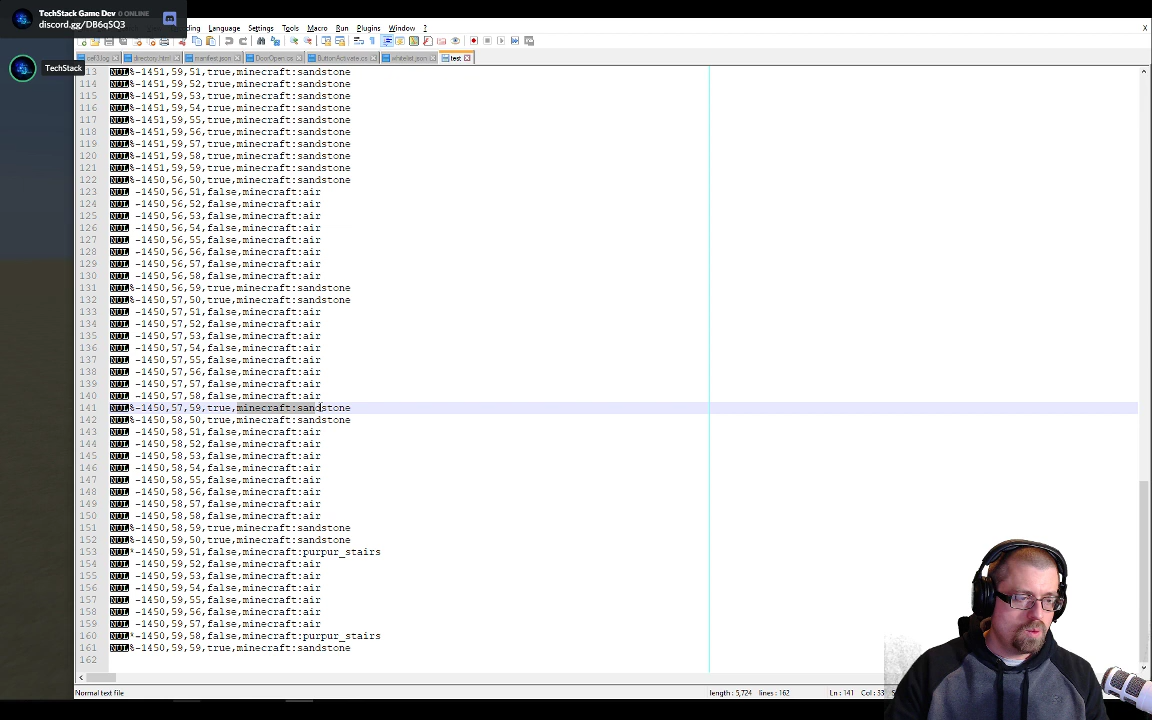 TechStack Game Dev 0 ONLINE
discord.gg/DB6qSQ3
TechStack
Language Settings Tools Macro Run Plugins Window ? X
cef3.log directory.html manifest.json DoorOpen.cs ButtonActivate.cs whitelist.json test
113 NUL%-1451,59,51,true,minecraft:sandstone
114 NUL%-1451,59,52,true,minecraft:sandstone
115 NUL%-1451,59,53,true,minecraft:sandstone
116 NUL%-1451,59,54,true,minecraft:sandstone
117 NUL%-1451,59,55,true,minecraft:sandstone
118 NUL%-1451,59,56,true,minecraft:sandstone
119 NUL%-1451,59,57,true,minecraft:sandstone
120 NUL%-1451,59,58,true,minecraft:sandstone
121 NUL%-1451,59,59,true,minecraft:sandstone
122 NUL%-1450,56,50,true,minecraft:sandstone
123 NUL -1450,56,51,false,minecraft:air
124 NUL -1450,56,52,false,minecraft:air
125 NUL -1450,56,53,false,minecraft:air
126 NUL -1450,56,54,false,minecraft:air
127 NUL -1450,56,55,false,minecraft:air
128 NUL -1450,56,56,false,minecraft:air
129 NUL -1450,56,57,false,minecraft:air
130 NUL -1450,56,58,false,minecraft:air
131 NUL%-1450,56,59,true,minecraft:sandstone
132 NUL%-1450,57,50,true,minecraft:sandstone
133 NUL -1450,57,51,false,minecraft:air
134 NUL -1450,57,52,false,minecraft:air
135 NUL -1450,57,53,false,minecraft:air
136 NUL -1450,57,54,false,minecraft:air
137 NUL -1450,57,55,false,minecraft:air
138 NUL -1450,57,56,false,minecraft:air
139 NUL -1450,57,57,false,minecraft:air
140 NUL -1450,57,58,false,minecraft:air
141 NUL%-1450,57,59,true,minecraft:sandstone
142 NUL%-1450,58,50,true,minecraft:sandstone
143 NUL -1450,58,51,false,minecraft:air
144 NUL -1450,58,52,false,minecraft:air
145 NUL -1450,58,53,false,minecraft:air
146 NUL -1450,58,54,false,minecraft:air
148 NUL -1450,58,55,false,minecraft:air
148 NUL -1450,58,56,false,minecraft:air
149 NUL -1450,58,57,false,minecraft:air
150 NUL -1450,58,58,false,minecraft:air
151 NUL%-1450,58,59,true,minecraft:sandstone
152 NUL%-1450,59,50,true,minecraft:sandstone
153 NUL*-1450,59,51,false,minecraft:purpur_stairs
154 NUL -1450,59,52,false,minecraft:air
155 NUL -1450,59,53,false,minecraft:air
156 NUL -1450,59,54,false,minecraft:air
157 NUL -1450,59,55,false,minecraft:air
158 NUL -1450,59,56,false,minecraft:air
159 NUL -1450,59,57,false,minecraft:air
160 NUL*-1450,59,58,false,minecraft:purpur_stairs
161 NUL%-1450,59,59,true,minecraft:sandstone
162
Normal text file length : 5,724 lines : 162 Ln : 141 Col : 33